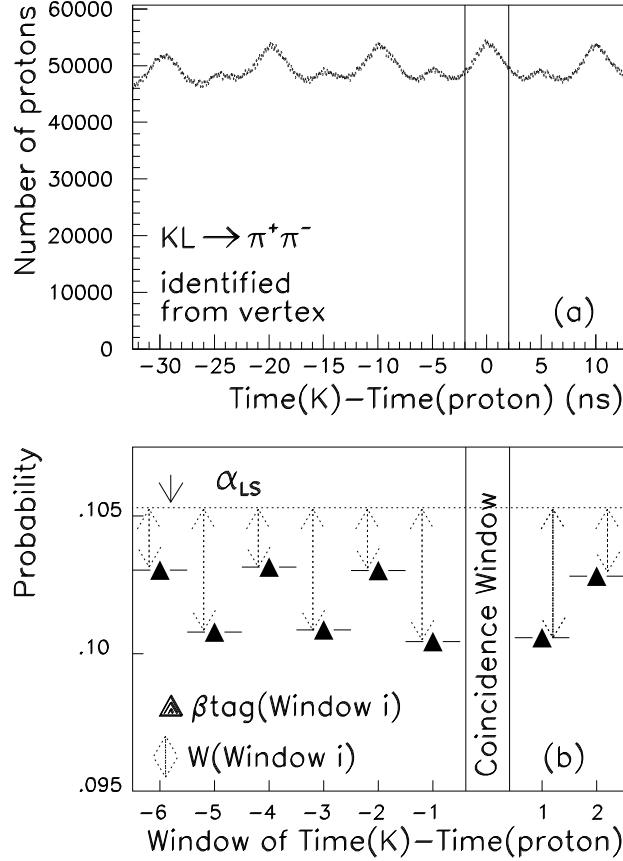 Number of protons
60000
50000
40000
30000
20000
10000
0
KL → π⁺π⁻
identified
from vertex
(a)
−30 −25 −20 −15 −10 −5 0 5 10
Time(K)−Time(proton) (ns)
Probability
.105
.10
.095
α_LS
Coincidence Window
βtag(Window i)
W(Window i)
(b)
-6 -5 -4 -3 -2 -1 1 2
Window of Time(K)−Time(proton)